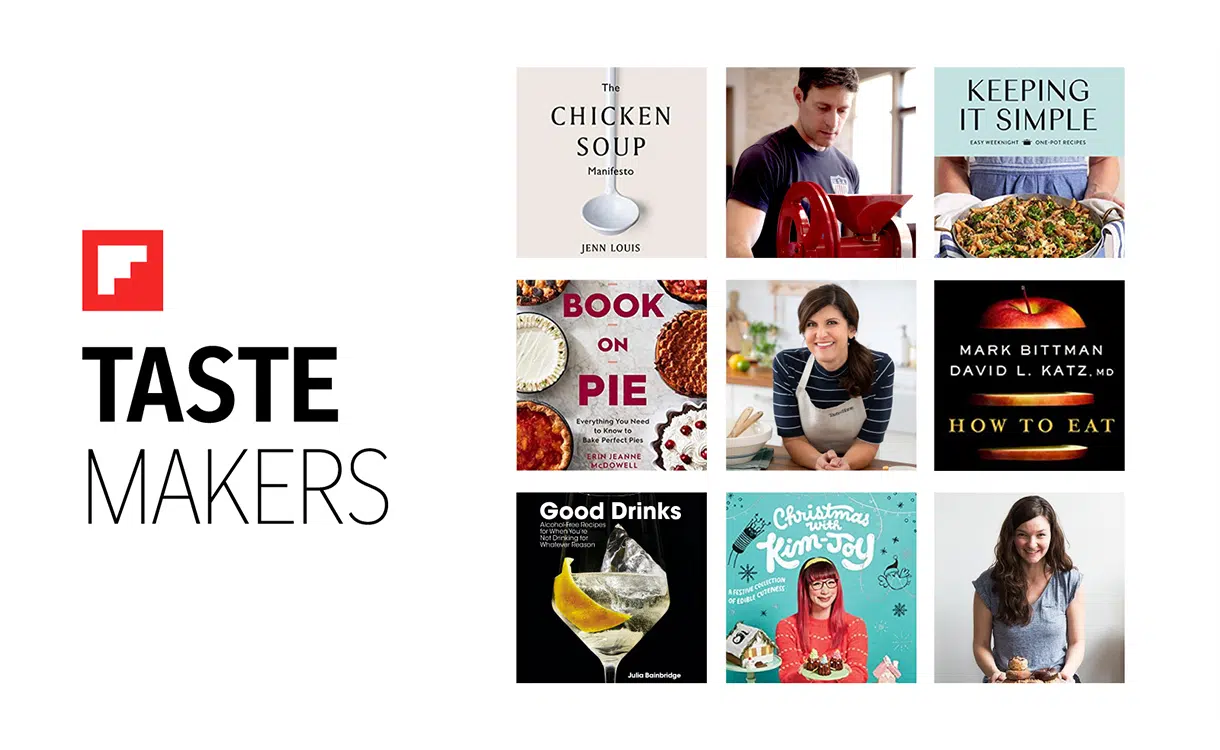 TASTE
MAKERS
The
CHICKEN
SOUP
Manifesto
JENN LOUIS
KEEPING
IT SIMPLE
EASY WEEKNIGHT ONE-POT RECIPES
BOOK
ON
PIE
Everything You Need
to Know to
Bake Perfect Pies
ERIN JEANNE
McDOWELL
MARK BITTMAN
DAVID L. KATZ, MD
HOW TO EAT
Good Drinks
Alcohol-Free Recipes
for When You're
Not Drinking for
Whatever Reason
Julia Bainbridge
Christmas
with
Kim-Joy
A FESTIVE COLLECTION
OF EDIBLE CUTENESS